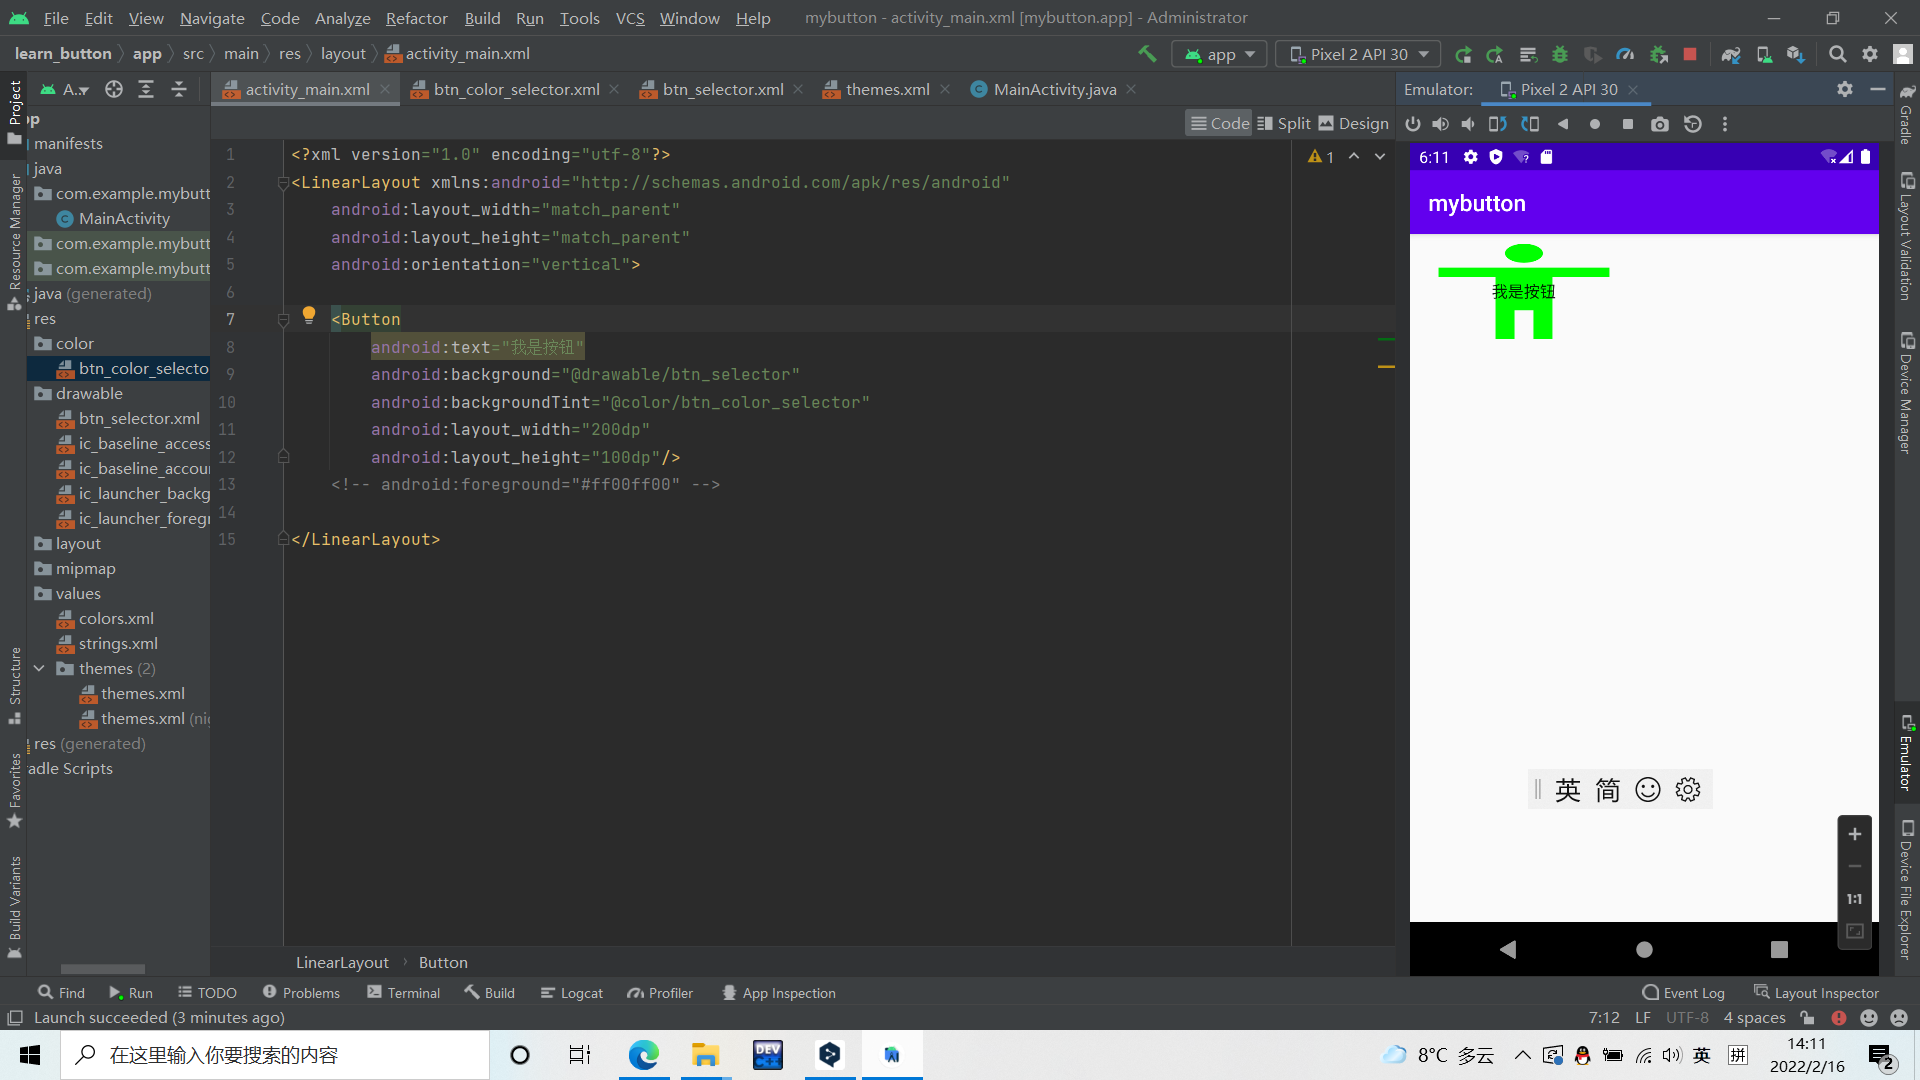 File Edit View Navigate Code Analyze Refactor Build Run Tools VCS Window Help mybutton - activity_main.xml [mybutton.app] - Administrator
learn_button app src main res layout activity_main.xml app Pixel 2 API 30
A... activity_main.xml btn_color_selector.xml btn_selector.xml themes.xml MainActivity.java Emulator: Pixel 2 API 30
Code Split Design
Project
Resource Manager
Structure
Favorites
Build Variants
pp
manifests
java
com.example.mybutt
MainActivity
com.example.mybutt
com.example.mybutt
java (generated)
res
color
btn_color_selecto
drawable
btn_selector.xml
ic_baseline_access
ic_baseline_accou
ic_launcher_backg
ic_launcher_foregr
layout
mipmap
values
colors.xml
strings.xml
themes (2)
themes.xml
themes.xml (nig
res (generated)
adle Scripts
1 <?xml version="1.0" encoding="utf-8"?>
2 <LinearLayout xmlns:android="http://schemas.android.com/apk/res/android"
3 android:layout_width="match_parent"
4 android:layout_height="match_parent"
5 android:orientation="vertical">
6
7 <Button
8 android:text="我是按钮"
9 android:background="@drawable/btn_selector"
10 android:backgroundTint="@color/btn_color_selector"
11 android:layout_width="200dp"
12 android:layout_height="100dp"/>
13 <!-- android:foreground="#ff00ff00" -->
14
15 </LinearLayout>
1
LinearLayout Button
6:11
mybutton
我是按钮
英 简
1:1
Gradle
Layout Validation
Device Manager
Emulator
Device File Explorer
Find Run TODO Problems Terminal Build Logcat Profiler App Inspection Event Log Layout Inspector
Launch succeeded (3 minutes ago) 7:12 LF UTF-8 4 spaces
在这里输入你要搜索的内容
DEV C++
8°C 多云 英 拼
14:11
2022/2/16
2